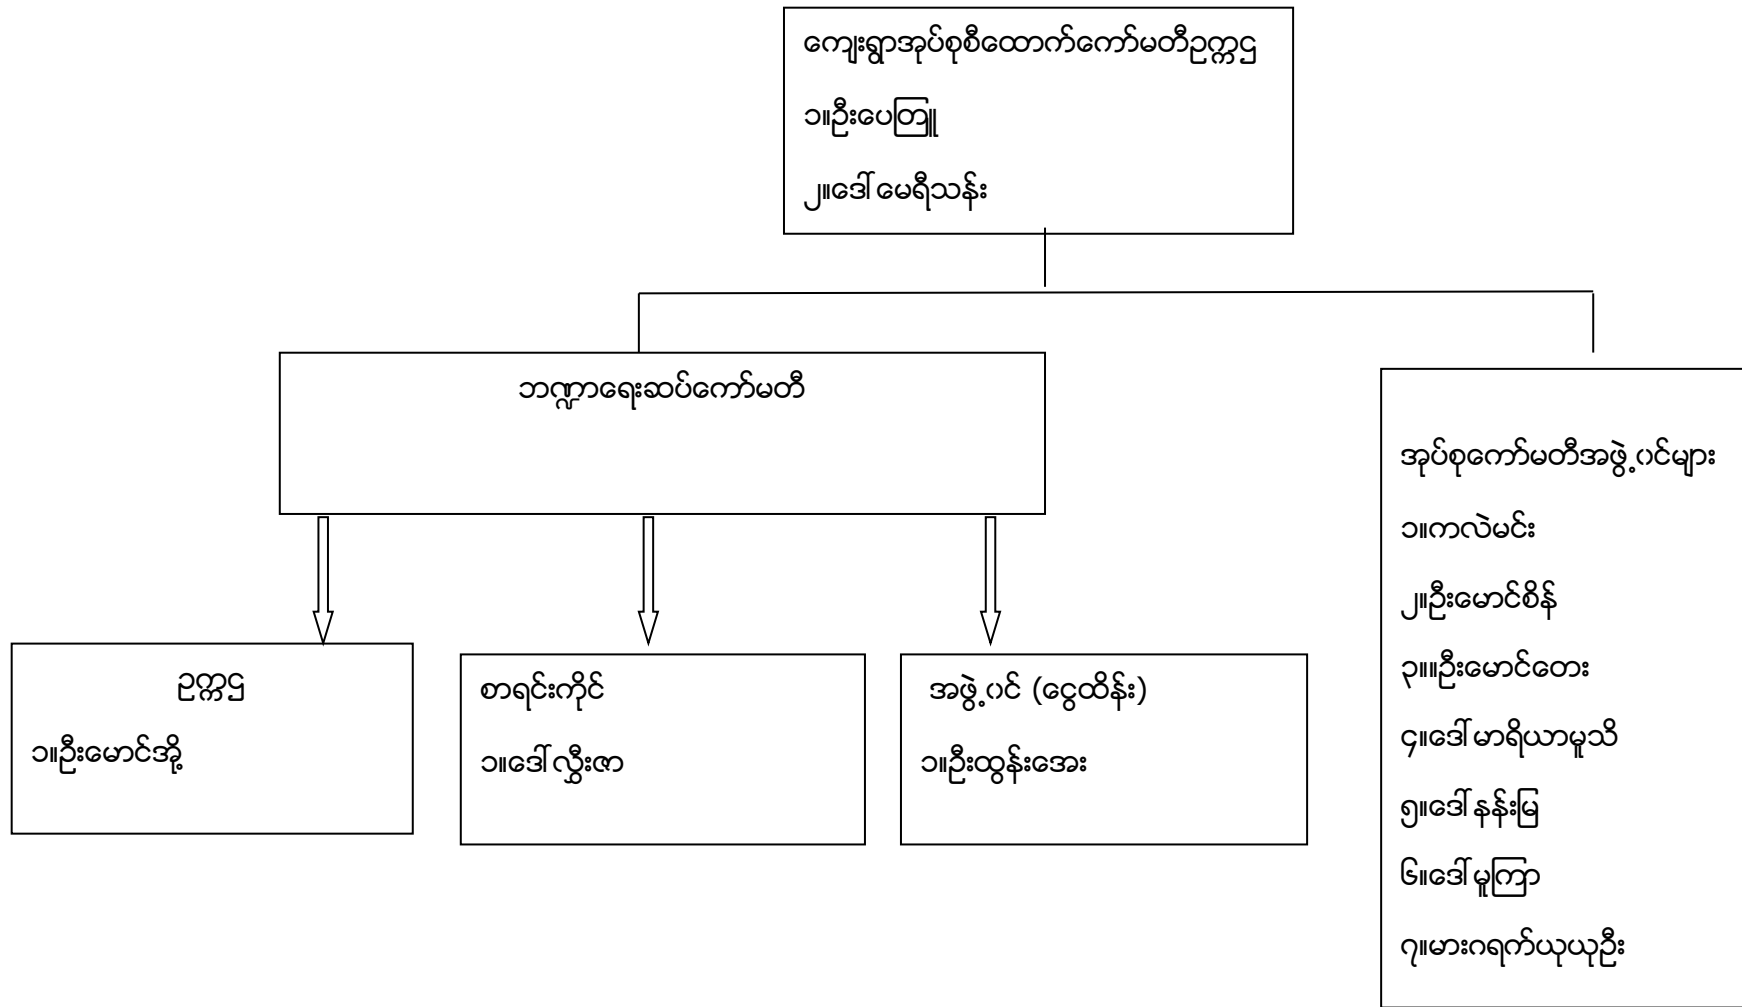 ကျေးရွာအုပ်စုစီထောက်ကော်မတီဥက္ကဌ
၁။ဦးပေတြူ
၂။ဒေါ်မေရီသန်း
ဘဏ္ဍာရေးဆပ်ကော်မတီ
ဥက္ကဌ
၁။ဦးမောင်အို့
စာရင်းကိုင်
၁။ဒေါ်လွှီးဇာ
အဖွဲ့ဝင် (ငွေထိန်း)
၁။ဦးထွန်းအေး
အုပ်စုကော်မတီအဖွဲ့ဝင်များ
၁။ကလဲမင်း
၂။ဦးမောင်စိန်
၃။။ဦးမောင်တေး
၄။ဒေါ်မာရိယာမူသိ
၅။ဒေါ်နန်းမြ
၆။ဒေါ်မူကြာ
၇။မားဂရက်ယုယုဦး